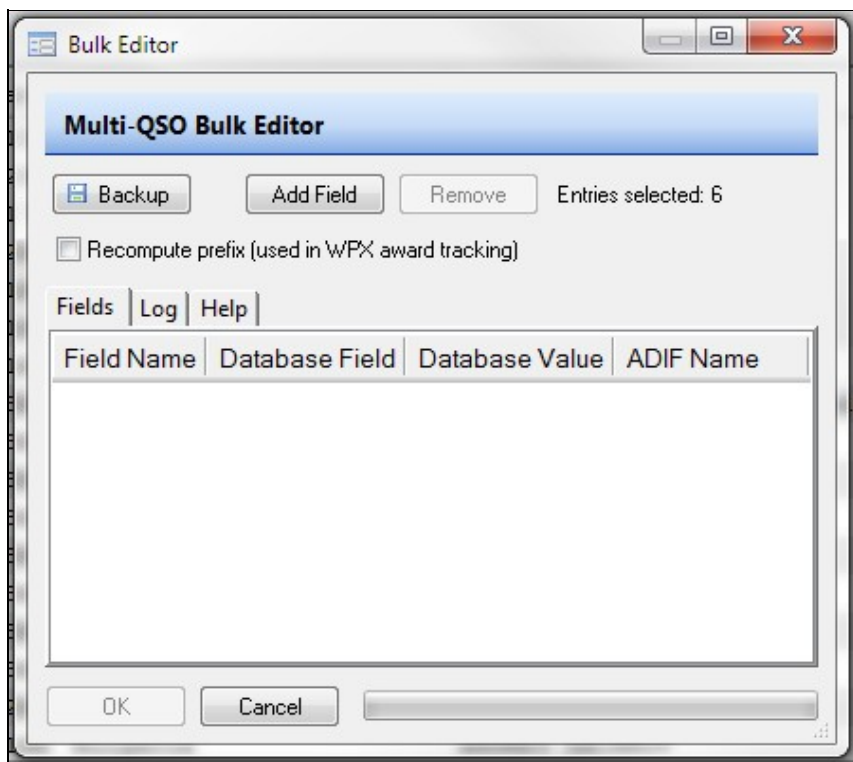 Bulk Editor
Multi-QSO Bulk Editor
Backup Add Field Remove Entries selected: 6
Recompute prefix (used in WPX award tracking)
Fields Log Help
Field Name Database Field Database Value ADIF Name
OK Cancel